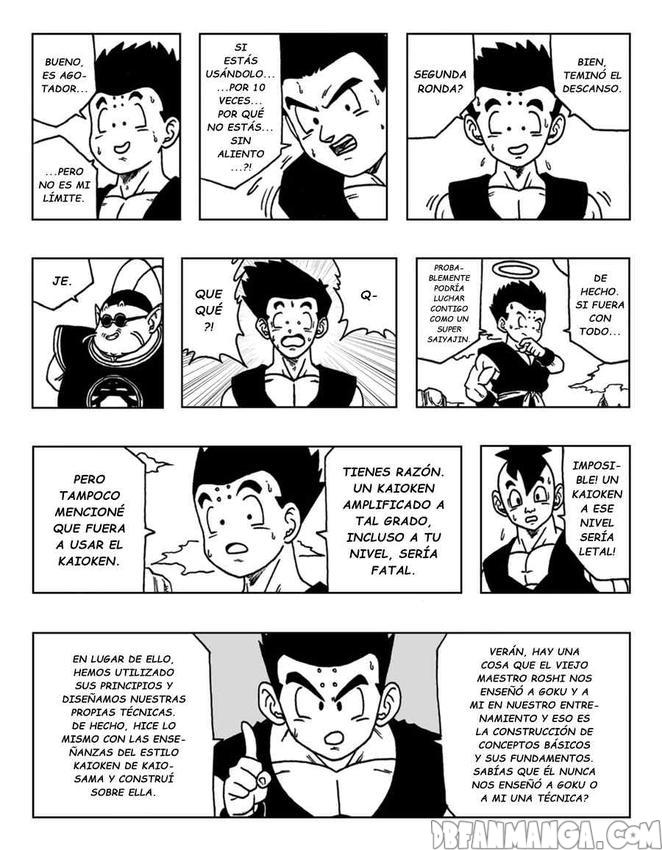 BIEN,
TEMINÓ EL
DESCANSO.
SEGUNDA
RONDA?
SI
ESTÁS
USÁNDOLO...
...POR 10
VECES...
POR QUÉ
NO ESTÁS...
SIN
ALIENTO
...?!
BUENO,
ES AGO-
TADOR...
...PERO
NO ES MI
LÍMITE.
DE
HECHO.
SI FUERA
CON
TODO...
PROBA-
BLEMENTE
PODRÍA
LUCHAR
CONTIGO
COMO UN
SUPER
SAIYAJIN.
Q-
QUE
QUÉ
?!
JE.
IMPOSI-
BLE! UN
KAIOKEN
A ESE
NIVEL
SERÍA
LETAL!
TIENES RAZÓN.
UN KAIOKEN
AMPLIFICADO A
TAL GRADO,
INCLUSO A TU
NIVEL, SERÍA
FATAL.
PERO
TAMPOCO
MENCIONÉ
QUE FUERA
A USAR EL
KAIOKEN.
VERÁN, HAY UNA
COSA QUE EL VIEJO
MAESTRO ROSHI NOS
ENSEÑÓ A GOKU Y A
MI EN NUESTRO ENTRE-
NAMIENTO Y ESO ES
LA CONSTRUCCIÓN DE
CONCEPTOS BÁSICOS
Y SUS FUNDAMENTOS.
SABÍAS QUE ÉL NUNCA
NOS ENSEÑÓ A GOKU O
A MI UNA TÉCNICA?
EN LUGAR DE ELLO,
HEMOS UTILIZADO
SUS PRINCIPIOS Y
DISEÑAMOS NUESTRAS
PROPIAS TÉCNICAS.
DE HECHO, HICE LO
MISMO CON LAS ENSE-
ÑANZAS DEL ESTILO
KAIOKEN DE KAIO-
SAMA Y CONSTRUÍ
SOBRE ELLA.
DBFANMANGA.COM